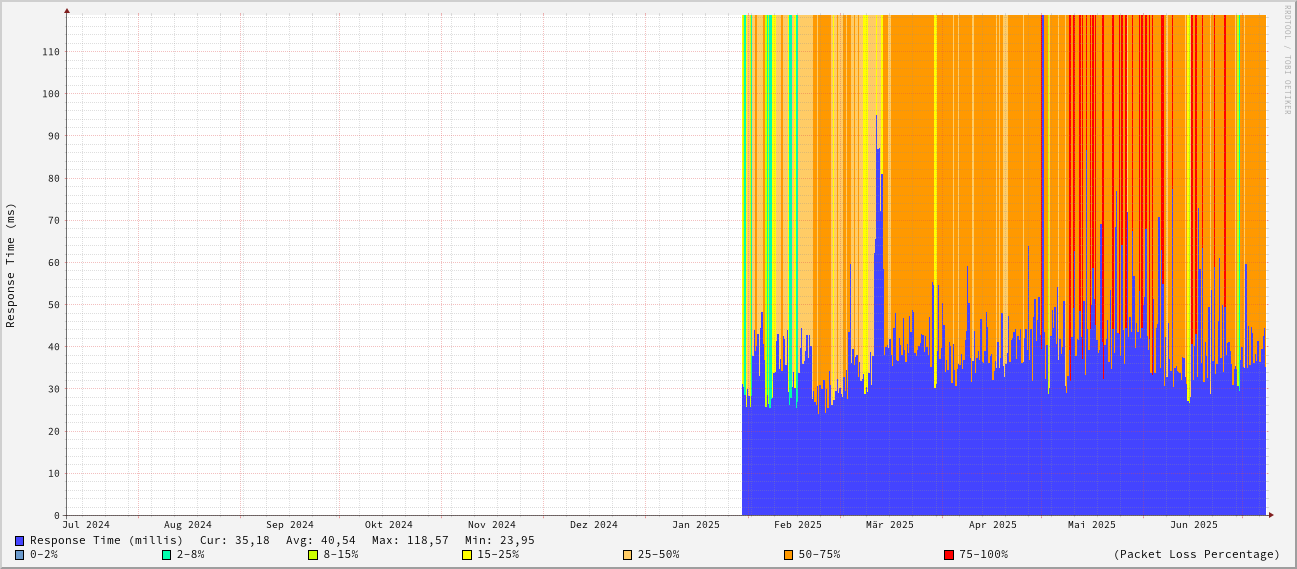 RRDTOOL / TOBI OETIKER
Response Time (ms)
110
100
90
80
70
60
50
40
30
20
10
0
Jul 2024 Aug 2024 Sep 2024 Okt 2024 Nov 2024 Dez 2024 Jan 2025 Feb 2025 Mär 2025 Apr 2025 Mai 2025 Jun 2025
Response Time (millis) Cur: 35,18 Avg: 40,54 Max: 118,57 Min: 23,95
0-2% 2-8% 8-15% 15-25% 25-50% 50-75% 75-100% (Packet Loss Percentage)